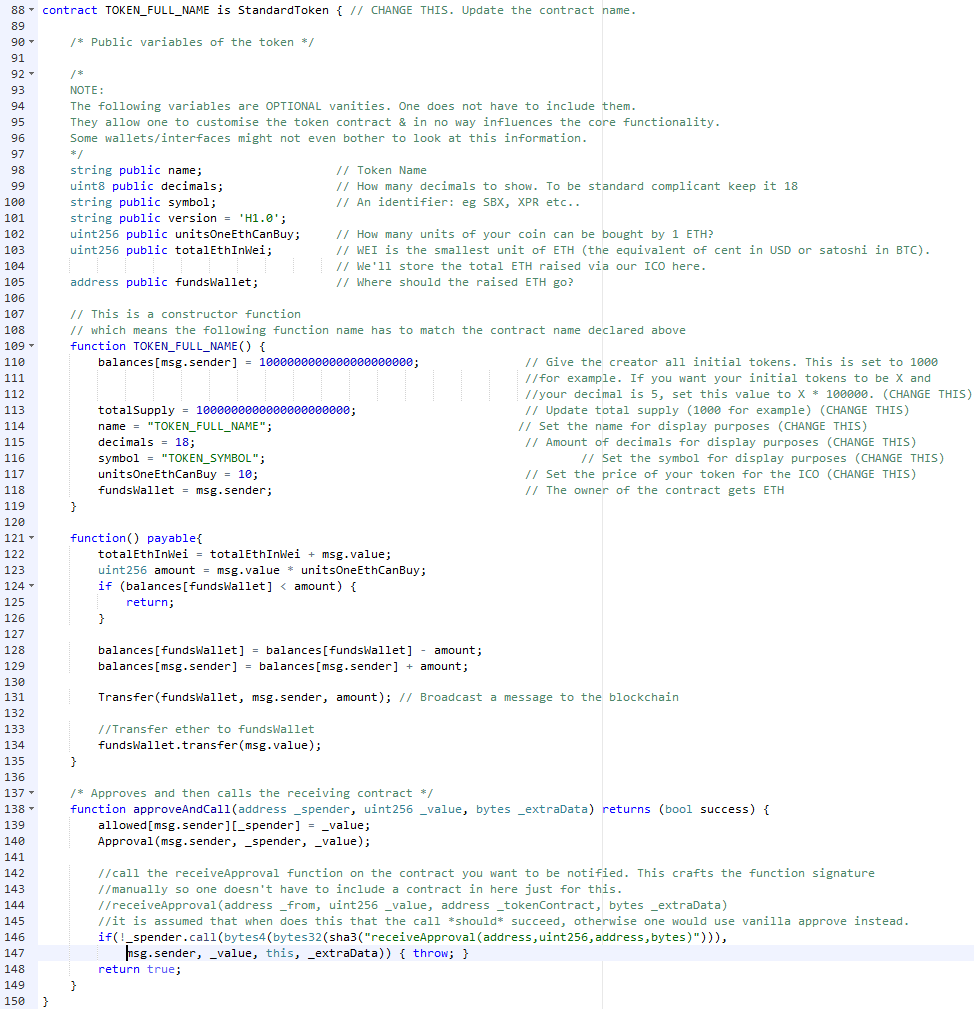 88 contract TOKEN_FULL_NAME is StandardToken { // CHANGE THIS. Update the contract name.
89
90 /* Public variables of the token */
91
92 /*
93 NOTE:
94 The following variables are OPTIONAL vanities. One does not have to include them.
95 They allow one to customise the token contract & in no way influences the core functionality.
96 Some wallets/interfaces might not even bother to look at this information.
97 */
98 string public name; // Token Name
99 uint8 public decimals; // How many decimals to show. To be standard complicant keep it 18
100 string public symbol; // An identifier: eg SBX, XPR etc..
101 string public version = 'H1.0';
102 uint256 public unitsOneEthCanBuy; // How many units of your coin can be bought by 1 ETH?
103 uint256 public totalEthInWei; // WEI is the smallest unit of ETH (the equivalent of cent in USD or satoshi in BTC).
104 // We'll store the total ETH raised via our ICO here.
105 address public fundsWallet; // Where should the raised ETH go?
106
107 // This is a constructor function
108 // which means the following function name has to match the contract name declared above
109 function TOKEN_FULL_NAME() {
110 balances[msg.sender] = 1000000000000000000000; // Give the creator all initial tokens. This is set to 1000
111 //for example. If you want your initial tokens to be X and
112 //your decimal is 5, set this value to X * 100000. (CHANGE THIS)
113 totalSupply = 1000000000000000000000; // Update total supply (1000 for example) (CHANGE THIS)
114 name = "TOKEN_FULL_NAME"; // Set the name for display purposes (CHANGE THIS)
115 decimals = 18; // Amount of decimals for display purposes (CHANGE THIS)
116 symbol = "TOKEN_SYMBOL"; // Set the symbol for display purposes (CHANGE THIS)
117 unitsOneEthCanBuy = 10; // Set the price of your token for the ICO (CHANGE THIS)
118 fundsWallet = msg.sender; // The owner of the contract gets ETH
119 }
120
121 function() payable{
122 totalEthInWei = totalEthInWei + msg.value;
123 uint256 amount = msg.value * unitsOneEthCanBuy;
124 if (balances[fundsWallet] < amount) {
125 return;
126 }
127
128 balances[fundsWallet] = balances[fundsWallet] - amount;
129 balances[msg.sender] = balances[msg.sender] + amount;
130
131 Transfer(fundsWallet, msg.sender, amount); // Broadcast a message to the blockchain
132
133 //Transfer ether to fundsWallet
134 fundsWallet.transfer(msg.value);
135 }
136
137 /* Approves and then calls the receiving contract */
138 function approveAndCall(address _spender, uint256 _value, bytes _extraData) returns (bool success) {
139 allowed[msg.sender][_spender] = _value;
140 Approval(msg.sender, _spender, _value);
141
142 //call the receiveApproval function on the contract you want to be notified. This crafts the function signature
143 //manually so one doesn't have to include a contract in here just for this.
144 //receiveApproval(address _from, uint256 _value, address _tokenContract, bytes _extraData)
145 //it is assumed that when does this that the call *should* succeed, otherwise one would use vanilla approve instead.
146 if(!_spender.call(bytes4(bytes32(sha3("receiveApproval(address,uint256,address,bytes)"))),
147 msg.sender, _value, this, _extraData)) { throw; }
148 return true;
149 }
150 }